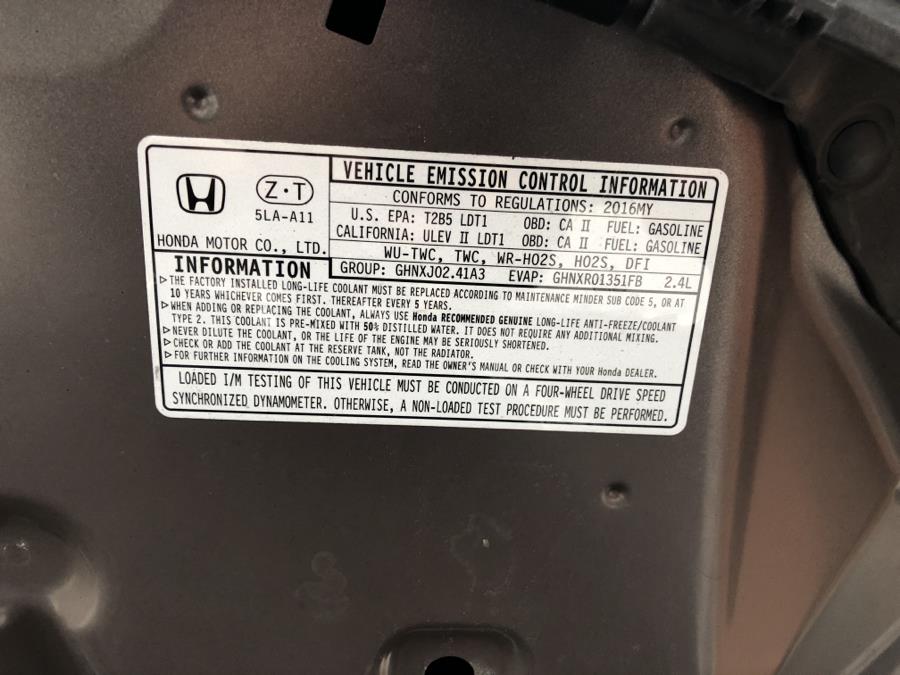 VEHICLE EMISSION CONTROL INFORMATION
Z·T
5LA-A11
HONDA MOTOR CO., LTD.
CONFORMS TO REGULATIONS: 2016MY
U.S. EPA: T2B5 LDT1 OBD: CA II FUEL: GASOLINE
CALIFORNIA: ULEV II LDT1 OBD: CA II FUEL: GASOLINE
WU-TWC, TWC, WR-HO2S, HO2S, DFI
GROUP: GHNXJ02.41A3 EVAP: GHNXR01351FB 2.4L
INFORMATION
▷THE FACTORY INSTALLED LONG-LIFE COOLANT MUST BE REPLACED ACCORDING TO MAINTENANCE MINDER SUB CODE 5, OR AT
10 YEARS WHICHEVER COMES FIRST. THEREAFTER EVERY 5 YEARS.
▷WHEN ADDING OR REPLACING THE COOLANT, ALWAYS USE Honda RECOMMENDED GENUINE LONG-LIFE ANTI-FREEZE/COOLANT
TYPE 2. THIS COOLANT IS PRE-MIXED WITH 50% DISTILLED WATER. IT DOES NOT REQUIRE ANY ADDITIONAL MIXING.
▷NEVER DILUTE THE COOLANT, OR THE LIFE OF THE ENGINE MAY BE SERIOUSLY SHORTENED.
▷CHECK OR ADD THE COOLANT AT THE RESERVE TANK, NOT THE RADIATOR.
▷FOR FURTHER INFORMATION ON THE COOLING SYSTEM, READ THE OWNER'S MANUAL OR CHECK WITH YOUR Honda DEALER.
LOADED I/M TESTING OF THIS VEHICLE MUST BE CONDUCTED ON A FOUR-WHEEL DRIVE SPEED
SYNCHRONIZED DYNAMOMETER. OTHERWISE, A NON-LOADED TEST PROCEDURE MUST BE PERFORMED.